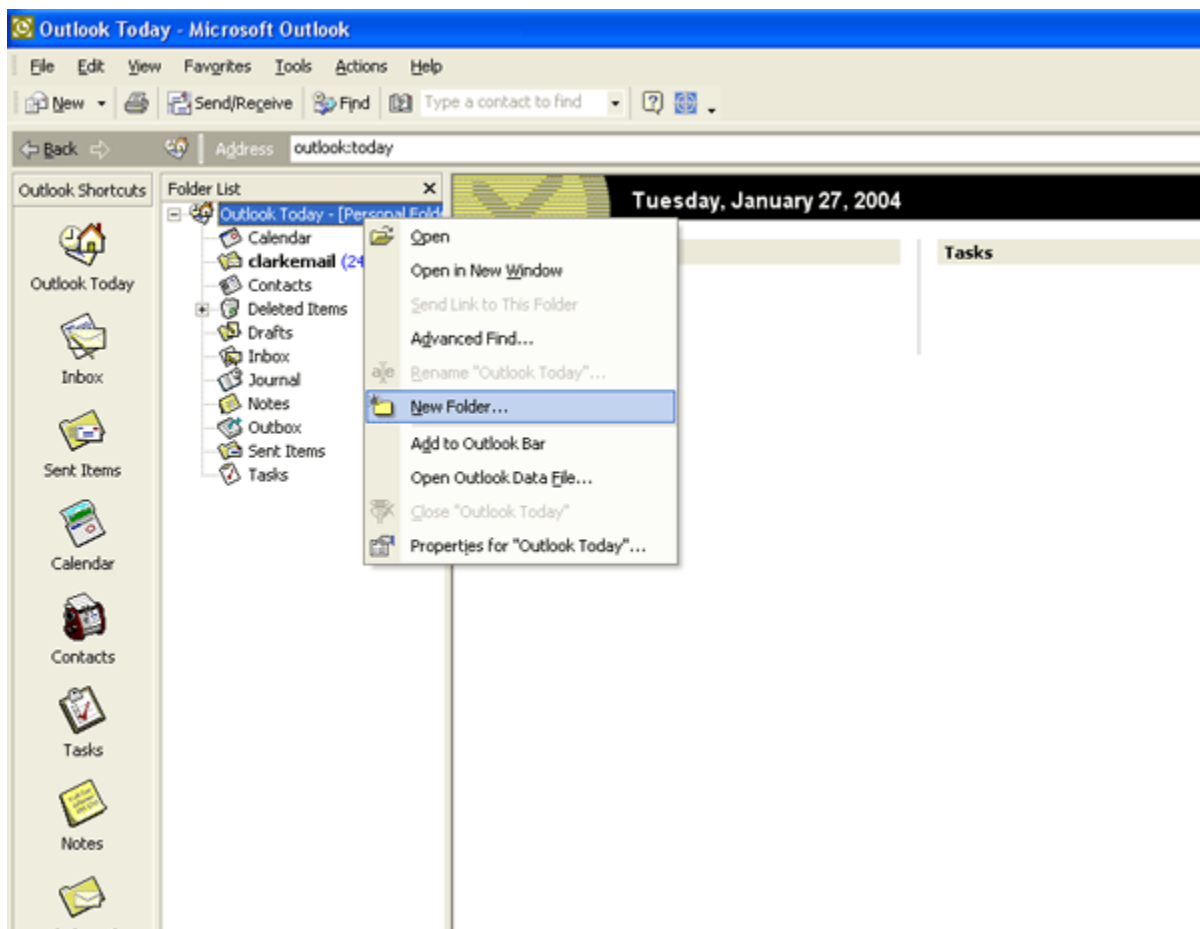 Outlook Today - Microsoft Outlook
File Edit View Favorites Tools Actions Help
New Send/Receive Find Type a contact to find
Back Address outlook:today
Outlook Shortcuts
Outlook Today
Inbox
Sent Items
Calendar
Contacts
Tasks
Notes
Folder List
Outlook Today - [Personal Folde
Calendar
clarkemail (24
Contacts
Deleted Items
Drafts
Inbox
Journal
Notes
Outbox
Sent Items
Tasks
Open
Open in New Window
Send Link to This Folder
Advanced Find...
Rename "Outlook Today"...
New Folder...
Add to Outlook Bar
Open Outlook Data File...
Close "Outlook Today"
Properties for "Outlook Today"...
Tuesday, January 27, 2004
Tasks